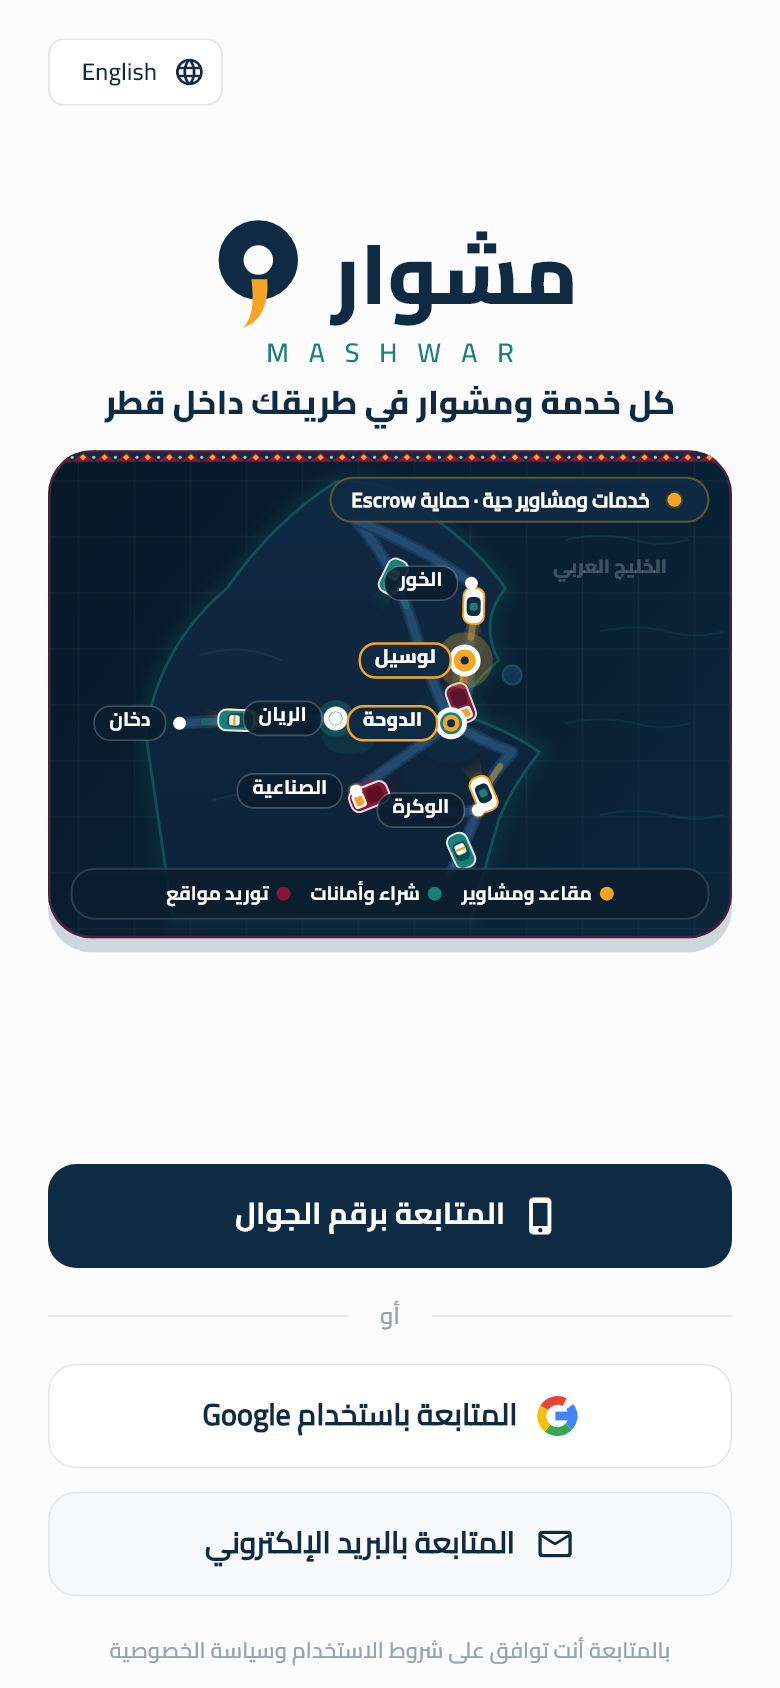 English
مشوار
MASHWAR
كل خدمة ومشوار في طريقك داخل قطر
خدمات ومشاوير حية · حماية Escrow
الخليج العربي
الخور
لوسيل
الدوحة
الريان
دخان
الصناعية
الوكرة
مقاعد ومشاوير
شراء وأمانات
توريد مواقع
المتابعة برقم الجوال
أو
المتابعة باستخدام Google
المتابعة بالبريد الإلكتروني
بالمتابعة أنت توافق على شروط الاستخدام وسياسة الخصوصية